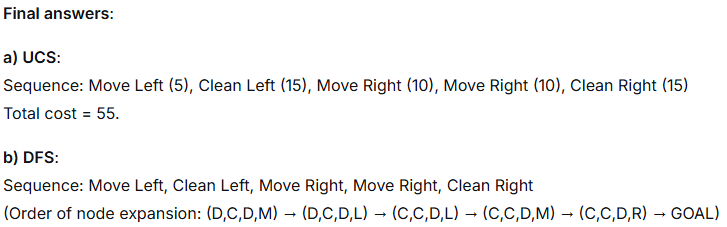 Final answers:
a) UCS:
Sequence: Move Left (5), Clean Left (15), Move Right (10), Move Right (10), Clean Right (15)
Total cost = 55.
b) DFS:
Sequence: Move Left, Clean Left, Move Right, Move Right, Clean Right
(Order of node expansion: (D,C,D,M) → (D,C,D,L) → (C,C,D,L) → (C,C,D,M) → (C,C,D,R) → GOAL)